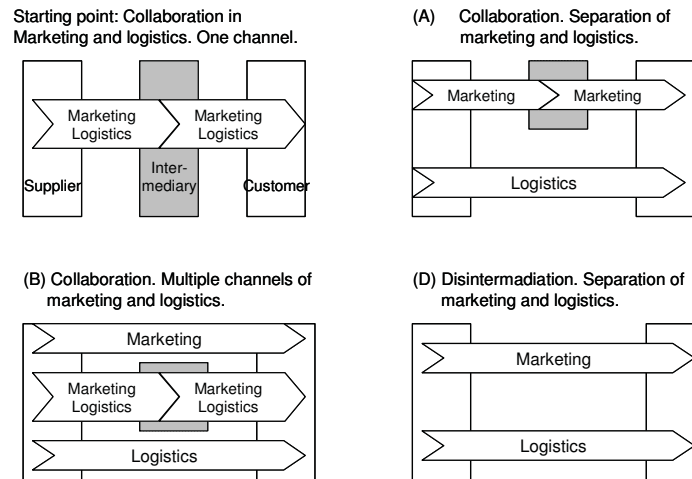 Starting point: Collaboration in
Marketing and logistics. One channel.
Marketing
Logistics
Marketing
Logistics
Supplier
Inter-
mediary
Customer
(A) Collaboration. Separation of
marketing and logistics.
Marketing
Marketing
Logistics
(B) Collaboration. Multiple channels of
marketing and logistics.
Marketing
Marketing
Logistics
Marketing
Logistics
Logistics
(D) Disintermadiation. Separation of
marketing and logistics.
Marketing
Logistics